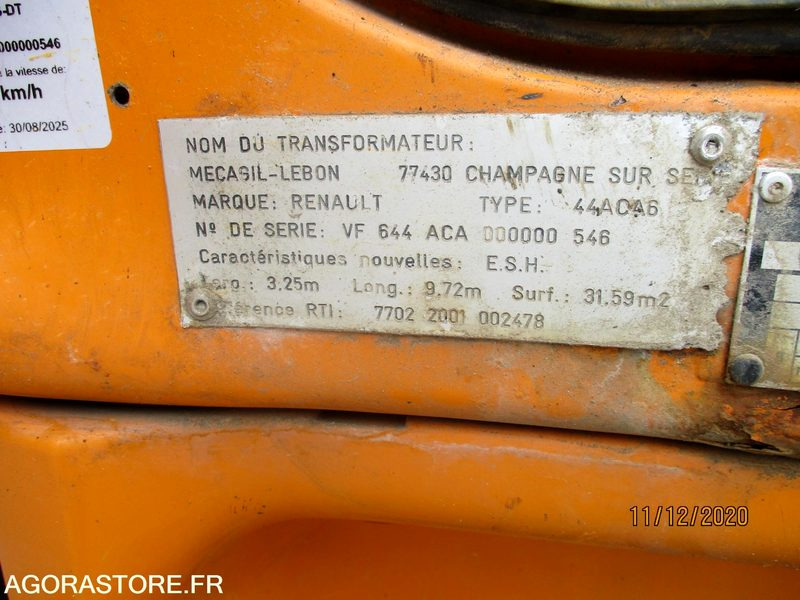 -DT
000000546
la vitesse de:
km/h
: 30/08/2025
NOM DU TRANSFORMATEUR:
MECAGIL-LEBON 77430 CHAMPAGNE SUR SE
MARQUE: RENAULT TYPE: 44ACA6
Nº DE SERIE: VF 644 ACA 000000 546
Caractéristiques nouvelles: E.S.H.
Larg.: 3,25m Long.: 9,72m Surf.: 31.59m2
Référence RTI: 7702 2001 002478
11/12/2020
AGORASTORE.FR